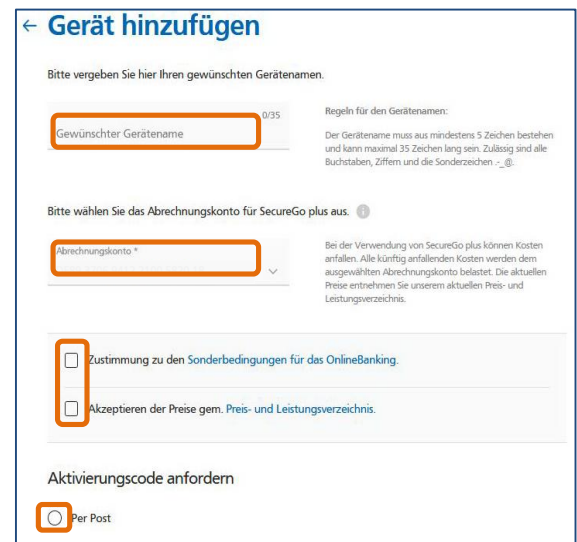 ← Gerät hinzufügen
Bitte vergeben Sie hier Ihren gewünschten Gerätenamen.
0/35
Gewünschter Gerätename
Regeln für den Gerätenamen:
Der Gerätename muss aus mindestens 5 Zeichen bestehen
und kann maximal 35 Zeichen lang sein. Zulässig sind alle
Buchstaben, Ziffern und die Sonderzeichen .-_@.
Bitte wählen Sie das Abrechnungskonto für SecureGo plus aus. i
Abrechnungskonto *
Bei der Verwendung von SecureGo plus können Kosten
anfallen. Alle künftig anfallenden Kosten werden dem
ausgewählten Abrechnungskonto belastet. Die aktuellen
Preise entnehmen Sie unserem aktuellen Preis- und
Leistungsverzeichnis.
Zustimmung zu den Sonderbedingungen für das OnlineBanking.
Akzeptieren der Preise gem. Preis- und Leistungsverzeichnis.
Aktivierungscode anfordern
Per Post